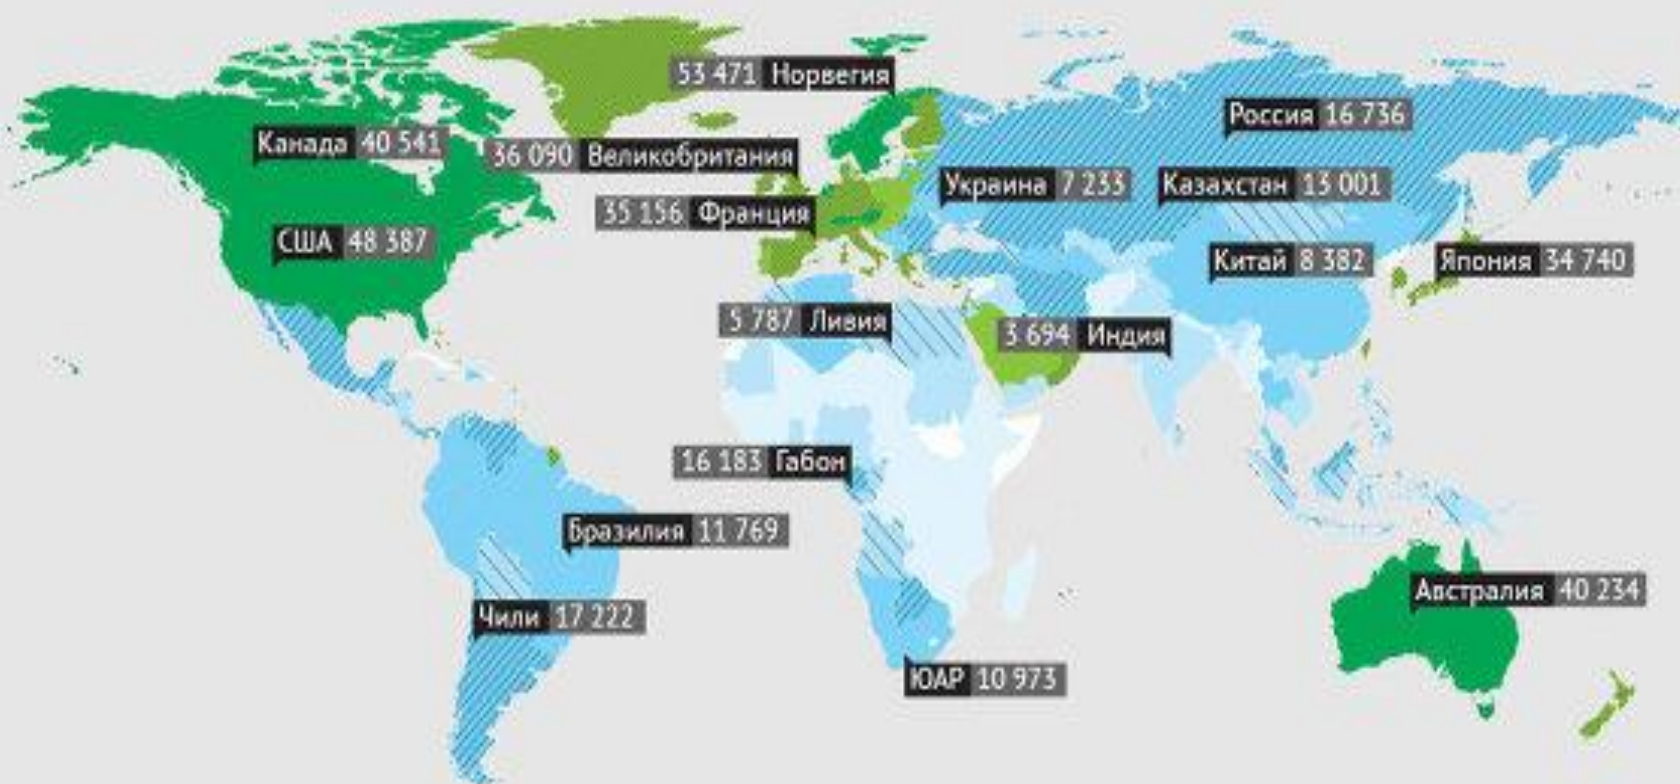 53 471 Норвегия
Россия 16 736
Канада 40 541
36 090 Великобритания
Украина 7 233
Казахстан 13 001
35 156 Франция
США 48 387
Китай 8 382
Япония 34 740
5 787 Ливия
3 694 Индия
16 183 Габон
Бразилия 11 769
Австралия 40 234
Чили 17 222
ЮАР 10 973